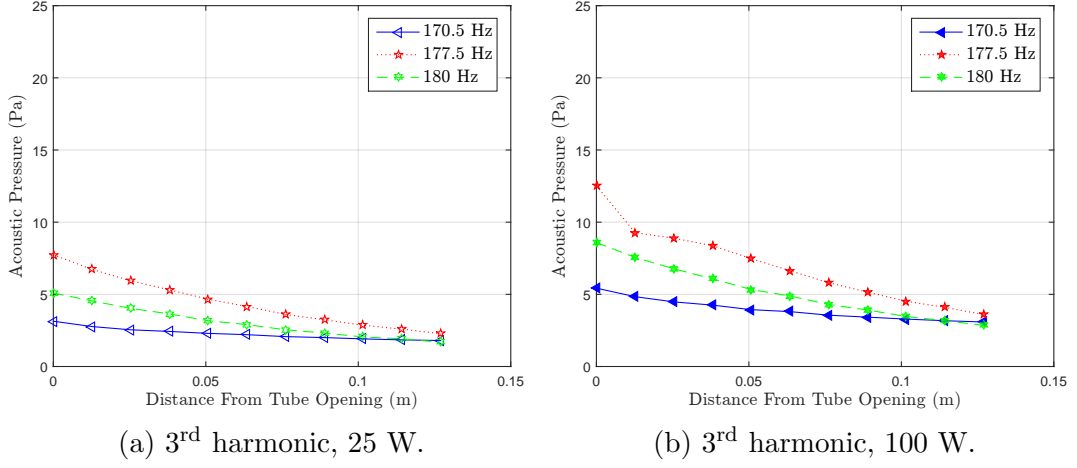 25
20
15
10
5
0
Acoustic Pressure (Pa)
170.5 Hz
177.5 Hz
180 Hz
0
0.05
0.1
0.15
Distance From Tube Opening (m)
(a) 3rd harmonic, 25 W.
25
20
15
10
5
0
Acoustic Pressure (Pa)
170.5 Hz
177.5 Hz
180 Hz
0
0.05
0.1
0.15
Distance From Tube Opening (m)
(b) 3rd harmonic, 100 W.